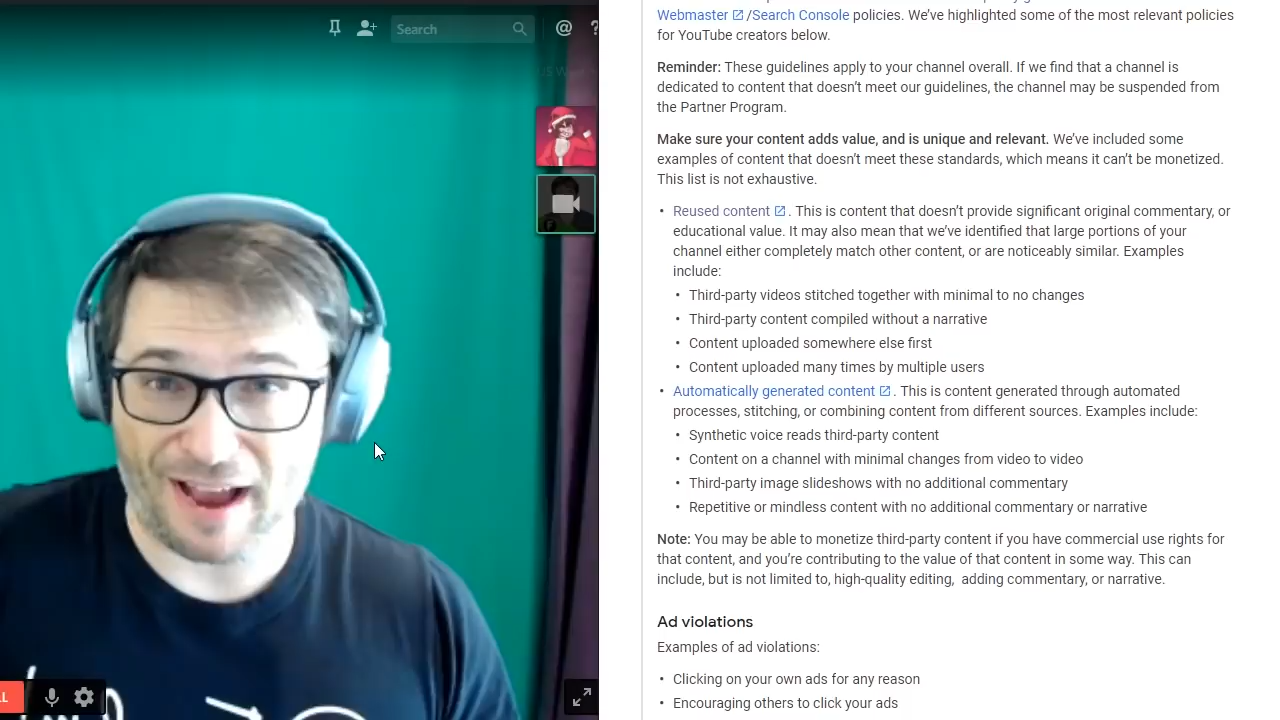 Search
@
?
Webmaster /Search Console policies. We've highlighted some of the most relevant policies
for YouTube creators below.
Reminder: These guidelines apply to your channel overall. If we find that a channel is
dedicated to content that doesn't meet our guidelines, the channel may be suspended from
the Partner Program.
Make sure your content adds value, and is unique and relevant. We've included some
examples of content that doesn't meet these standards, which means it can't be monetized.
This list is not exhaustive.
• Reused content . This is content that doesn't provide significant original commentary, or
educational value. It may also mean that we've identified that large portions of your
channel either completely match other content, or are noticeably similar. Examples
include:
• Third-party videos stitched together with minimal to no changes
• Third-party content compiled without a narrative
• Content uploaded somewhere else first
• Content uploaded many times by multiple users
• Automatically generated content . This is content generated through automated
processes, stitching, or combining content from different sources. Examples include:
• Synthetic voice reads third-party content
• Content on a channel with minimal changes from video to video
• Third-party image slideshows with no additional commentary
• Repetitive or mindless content with no additional commentary or narrative
Note: You may be able to monetize third-party content if you have commercial use rights for
that content, and you're contributing to the value of that content in some way. This can
include, but is not limited to, high-quality editing, adding commentary, or narrative.
Ad violations
Examples of ad violations:
• Clicking on your own ads for any reason
• Encouraging others to click your ads